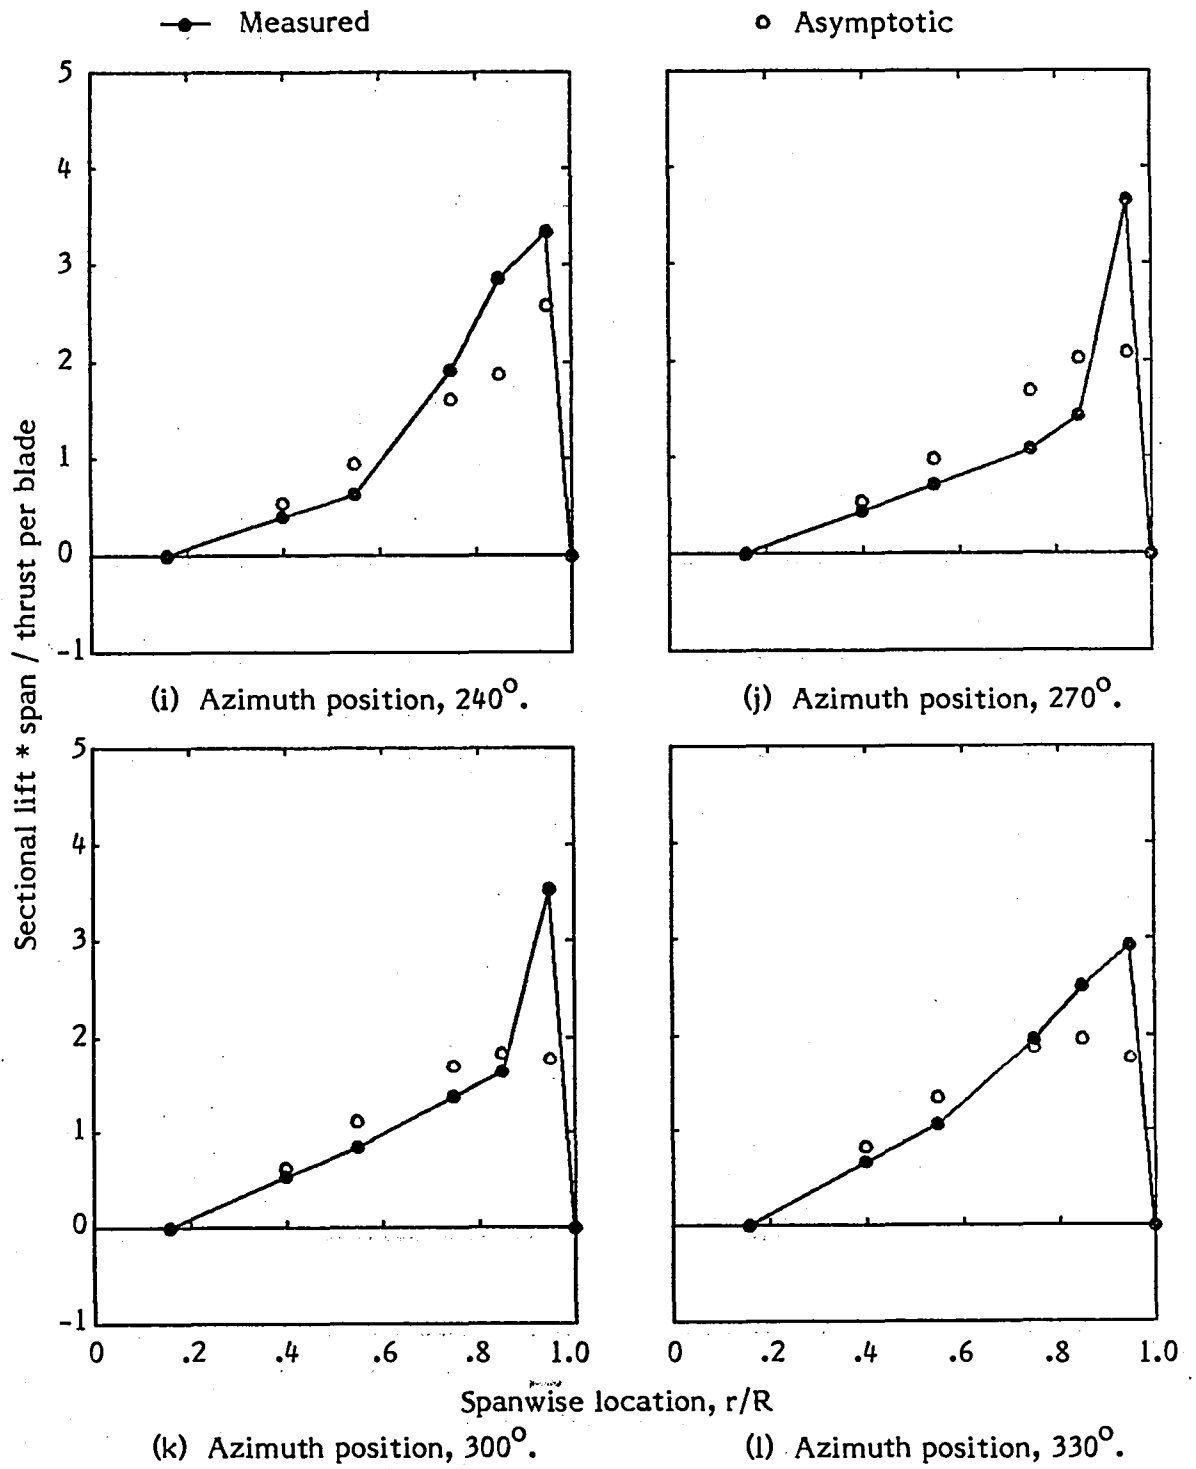 Measured
Asymptotic
Sectional lift * span / thrust per blade
5
4
3
2
1
0
-1
(i) Azimuth position, 240°.
(j) Azimuth position, 270°.
5
4
3
2
1
0
-1
0 .2 .4 .6 .8 1.0
0 .2 .4 .6 .8 1.0
Spanwise location, r/R
(k) Azimuth position, 300°.
(l) Azimuth position, 330°.